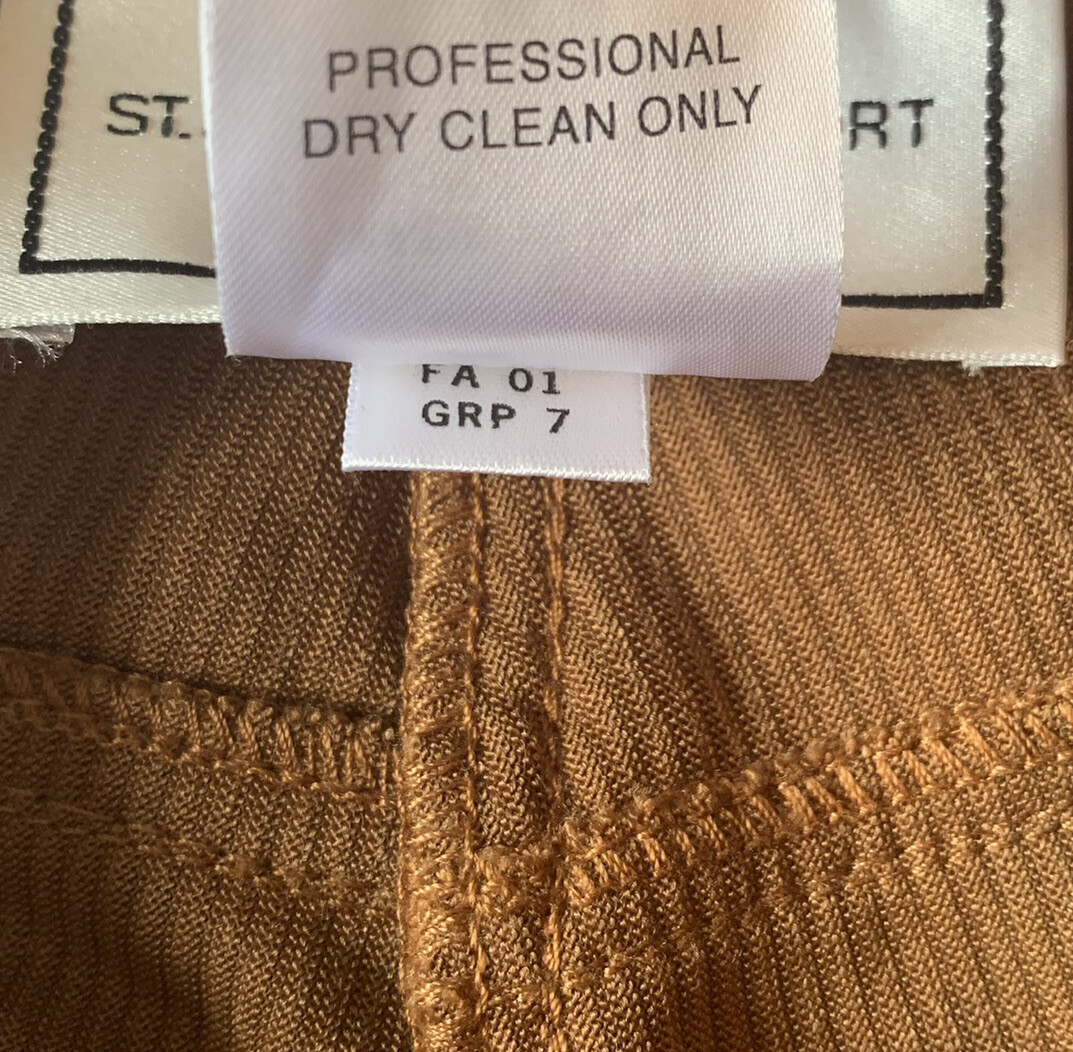 PROFESSIONAL
DRY CLEAN ONLY
ST.
RT
FA 01
GRP 7